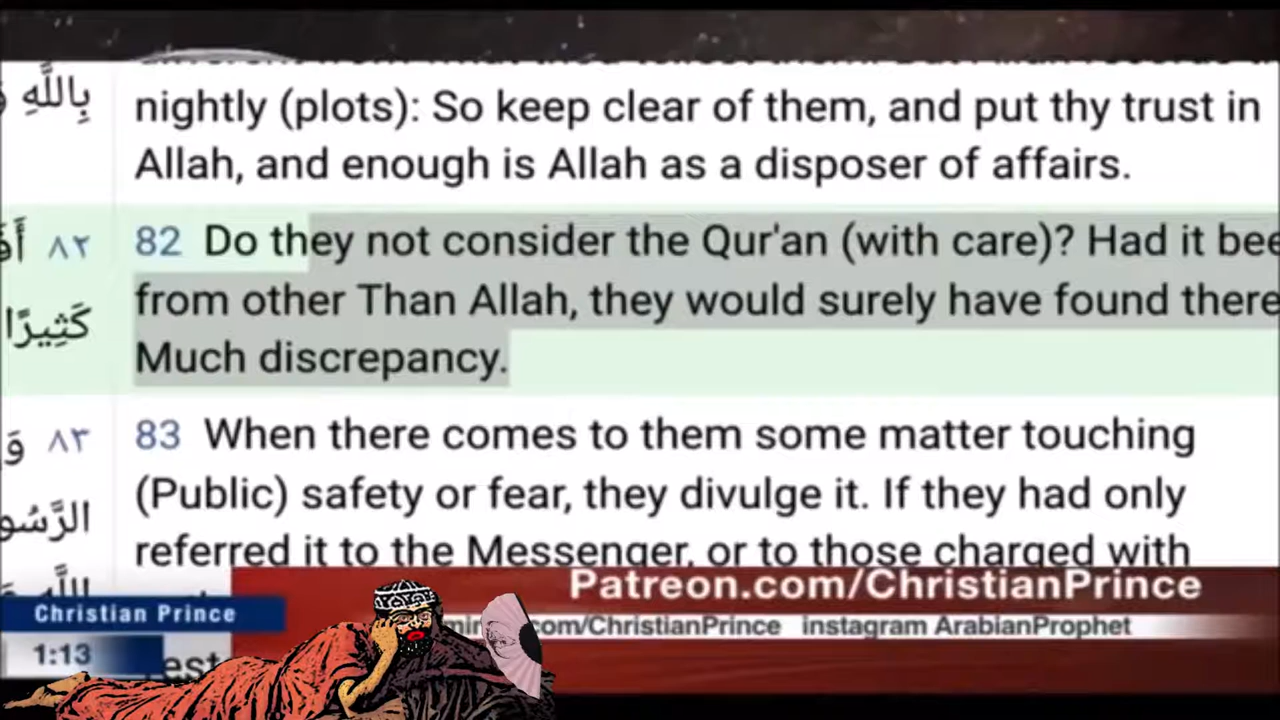 بِاللَّهِ
nightly (plots): So keep clear of them, and put thy trust in
Allah, and enough is Allah as a disposer of affairs.
٨٢
82 Do they not consider the Qur'an (with care)? Had it bee
from other Than Allah, they would surely have found there
كَثِيرًا
Much discrepancy.
٨٣
83 When there comes to them some matter touching
(Public) safety or fear, they divulge it. If they had only
الرَّسُو
referred it to the Messenger, or to those charged with
Patreon.com/ChristianPrince
Christian Prince
com/ChristianPrince instagram ArabianProphet
1:13